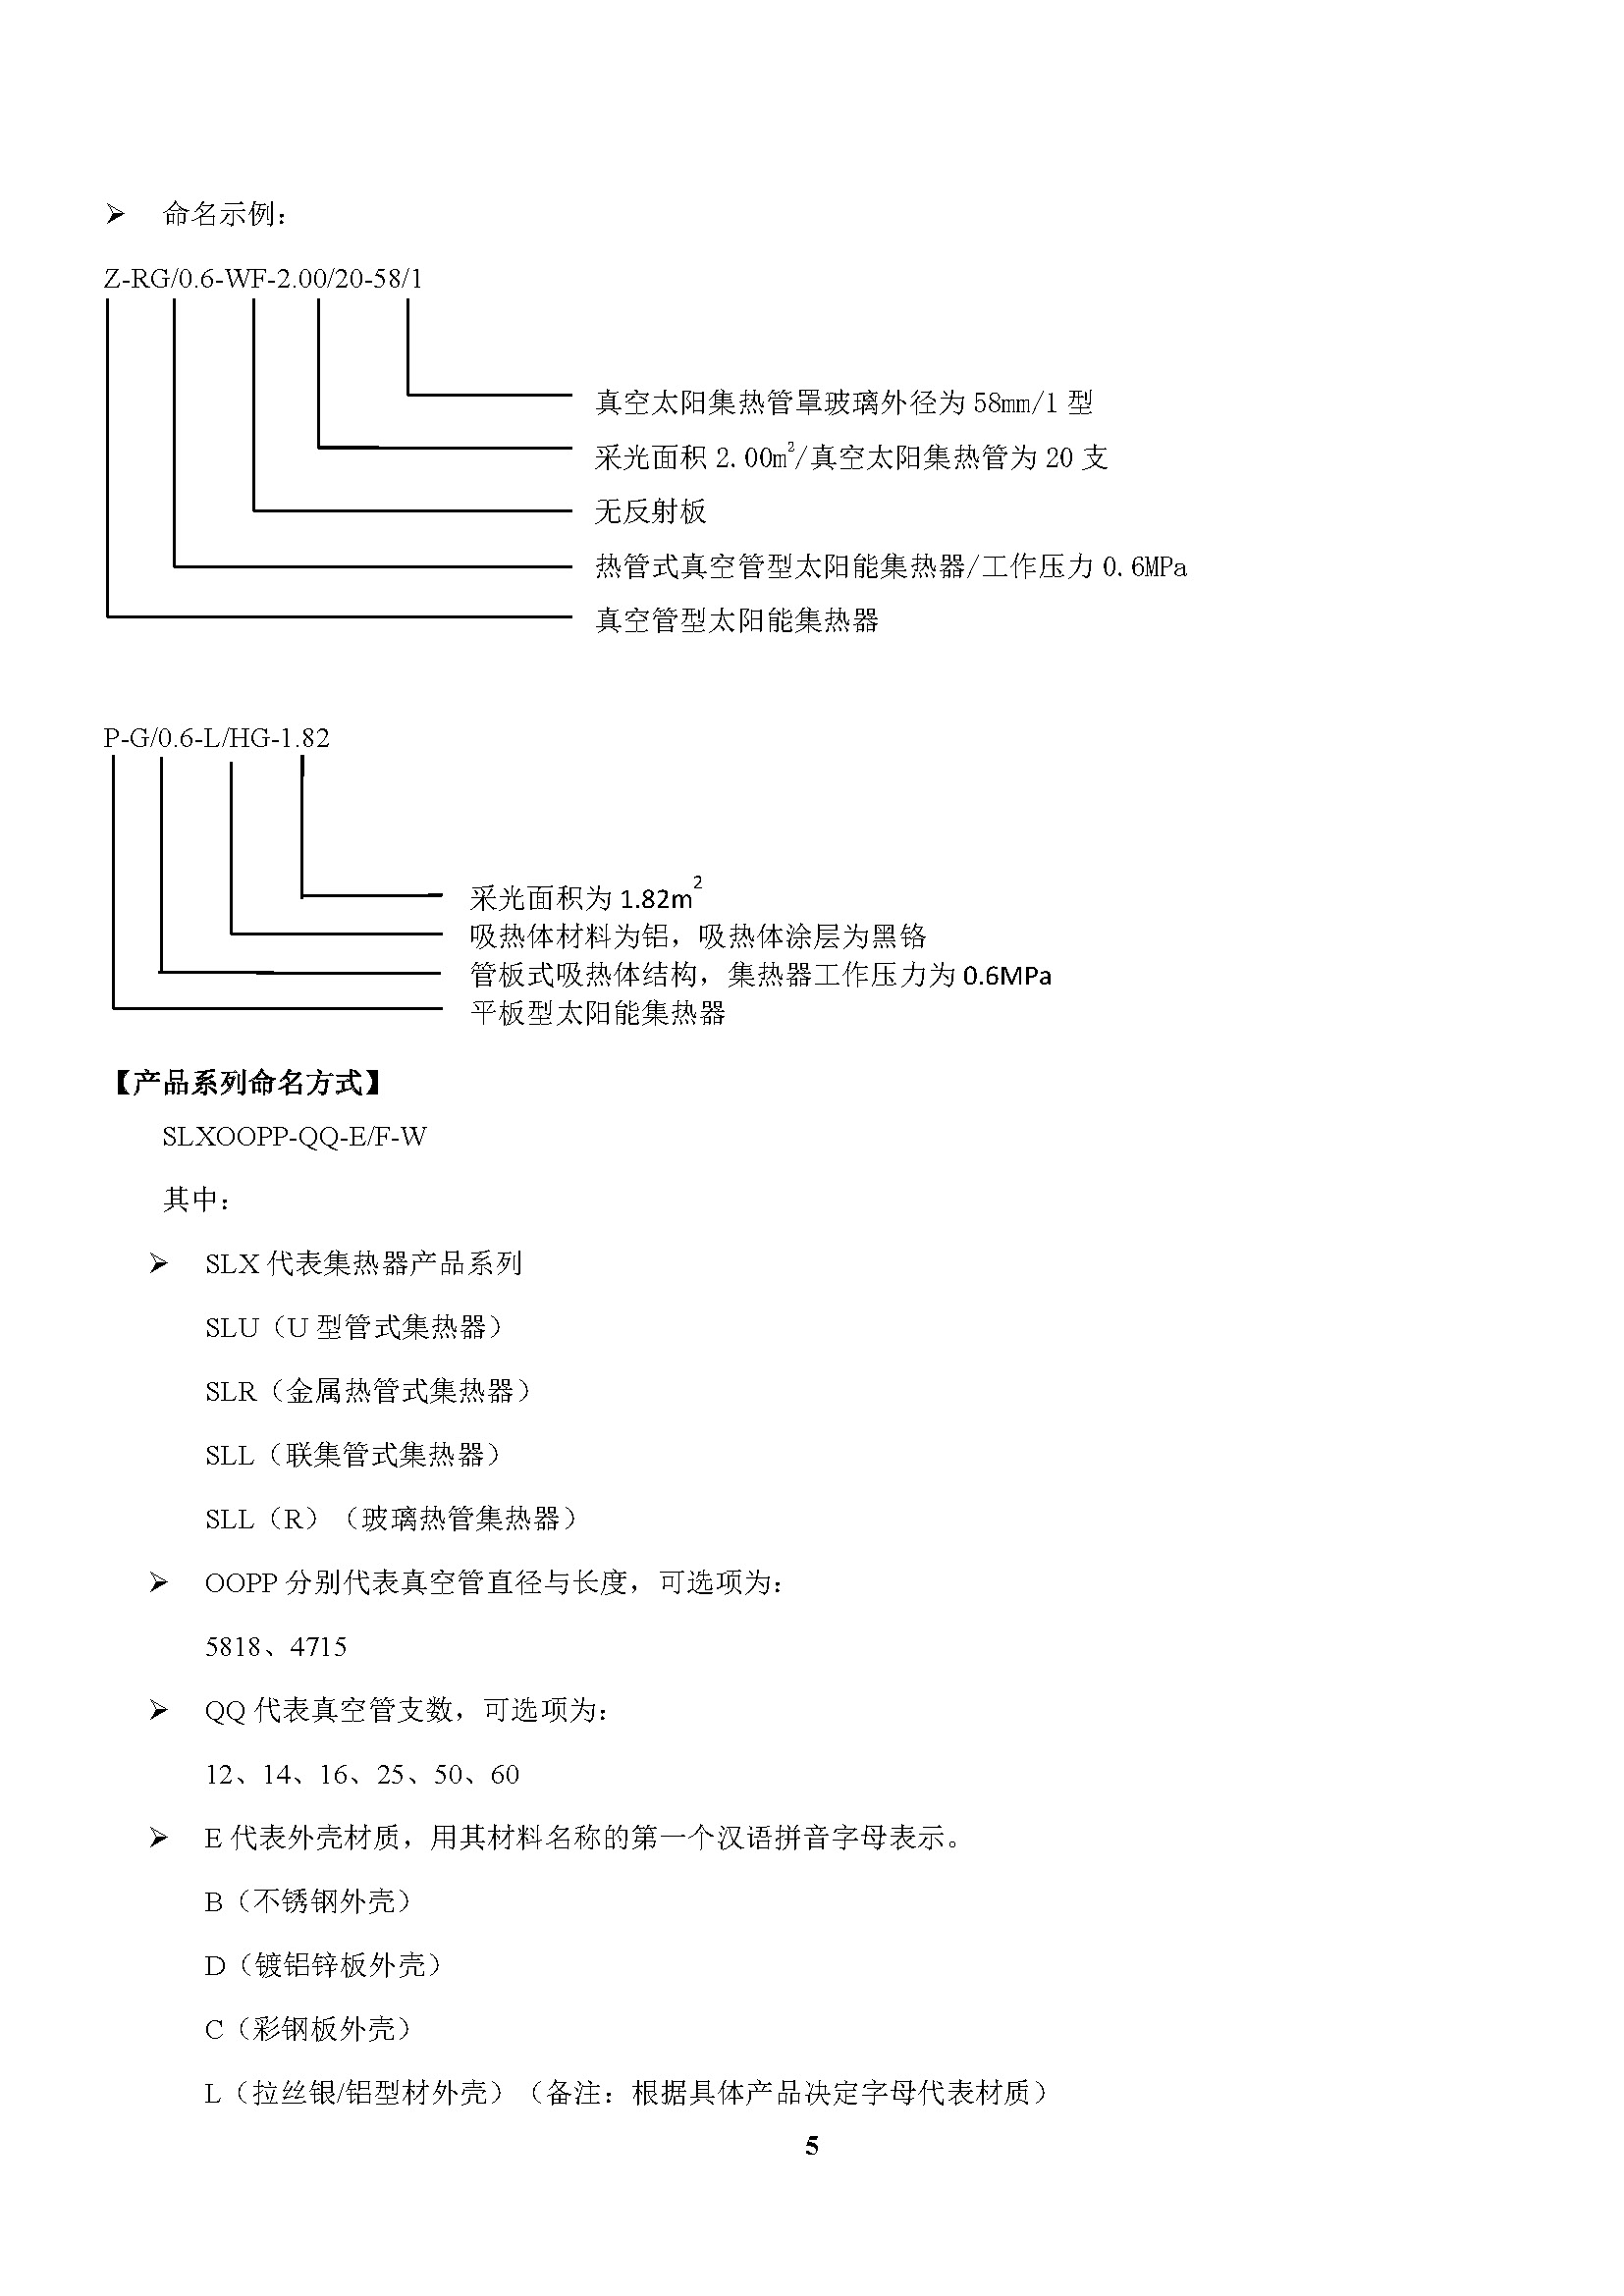 ➢ 命名示例：
Z-RG/0.6-WF-2.00/20-58/1
真空太阳集热管罩玻璃外径为 58mm/1 型
采光面积 2.00m²/真空太阳集热管为 20 支
无反射板
热管式真空管型太阳能集热器/工作压力 0.6MPa
真空管型太阳能集热器
P-G/0.6-L/HG-1.82
采光面积为 1.82m²
吸热体材料为铝，吸热体涂层为黑铬
管板式吸热体结构，集热器工作压力为 0.6MPa
平板型太阳能集热器
【产品系列命名方式】
SLXOOPP-QQ-E/F-W
其中：
➢ SLX 代表集热器产品系列
SLU（U 型管式集热器）
SLR（金属热管式集热器）
SLL（联集管式集热器）
SLL（R）（玻璃热管集热器）
➢ OOPP 分别代表真空管直径与长度，可选项为：
5818、4715
➢ QQ 代表真空管支数，可选项为：
12、14、16、25、50、60
➢ E 代表外壳材质，用其材料名称的第一个汉语拼音字母表示。
B（不锈钢外壳）
D（镀铝锌板外壳）
C（彩钢板外壳）
L（拉丝银/铝型材外壳）（备注：根据具体产品决定字母代表材质）
5